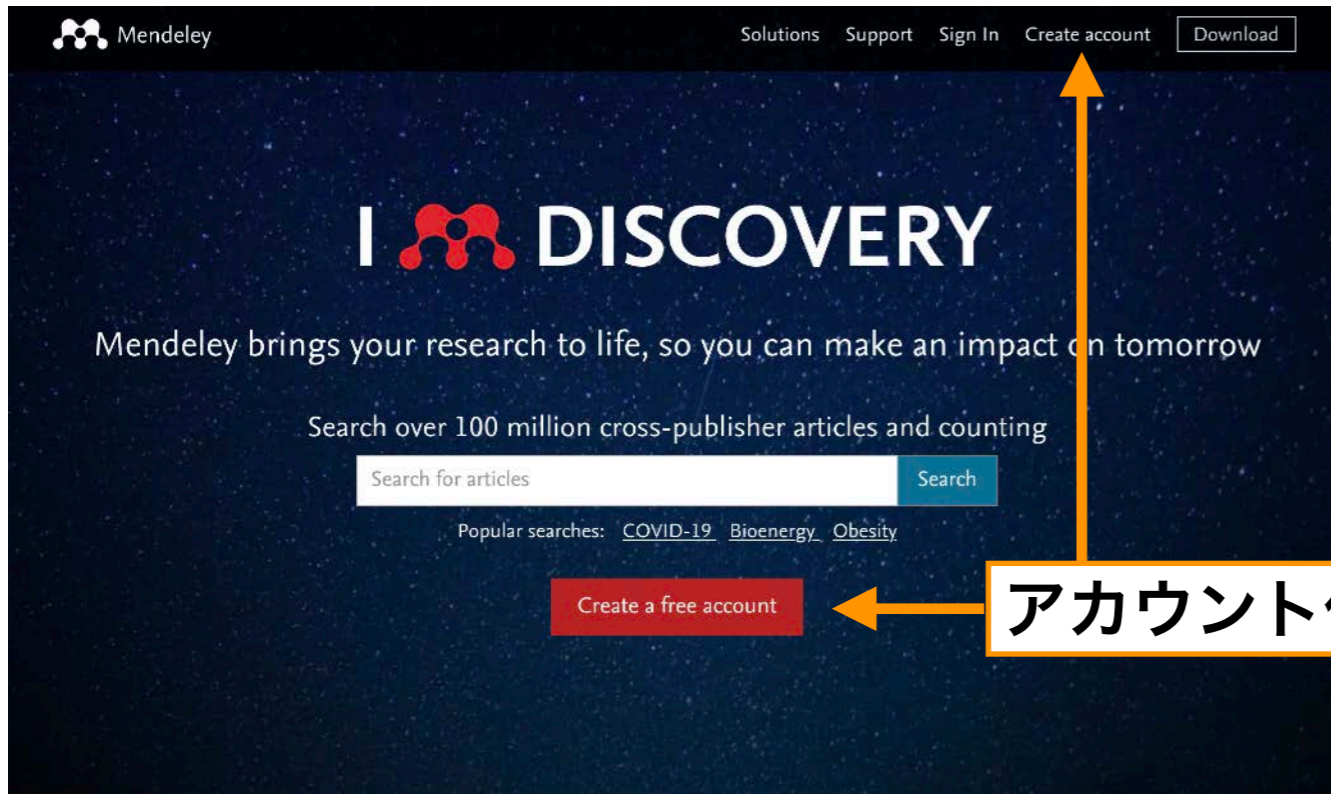 Mendeley
Solutions Support Sign In Create account Download
I DISCOVERY
Mendeley brings your research to life, so you can make an impact on tomorrow
Search over 100 million cross-publisher articles and counting
Search for articles Search
Popular searches: COVID-19 Bioenergy Obesity
Create a free account
アカウント